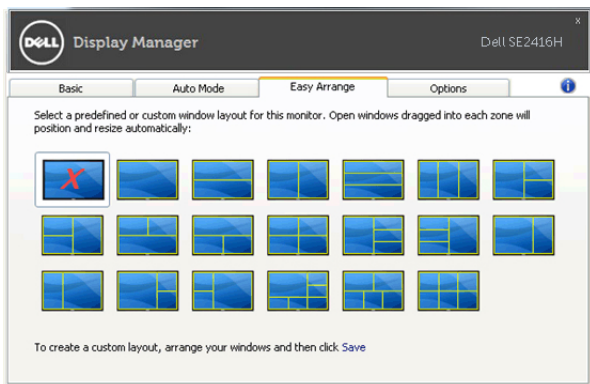 x
DELL Display Manager Dell SE2416H
Basic Auto Mode Easy Arrange Options i
Select a predefined or custom window layout for this monitor. Open windows dragged into each zone will
position and resize automatically:
X
To create a custom layout, arrange your windows and then click Save